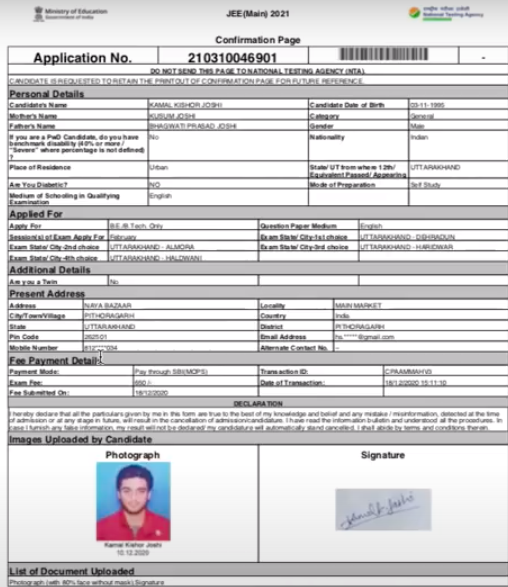 Ministry of Education
Government of India
JEE(Main) 2021
National Testing Agency
Confirmation Page
Application No. 210310046901 -
DO NOT SEND THIS PAGE TO NATIONAL TESTING AGENCY (NTA).
CANDIDATE IS REQUESTED TO RETAIN THE PRINTOUT OF CONFIRMATION PAGE FOR FUTURE REFERENCE.
Personal Details
Candidate's Name KAMAL KISHOR JOSHI Candidate Date of Birth 03-11-1995
Mother's Name KUSUM JOSHI Category General
Father's Name BHAGWATI PRASAD JOSHI Gender Male
If you are a PwD Candidate, do you have No Nationality Indian
benchmark disability (40% or more /
"Severe" where percentage is not defined)
?
Place of Residence Urban State/ UT from where 12th/ UTTARAKHAND
Equivalent Passed/ Appearing
Are You Diabetic? NO Mode of Preparation Self Study
Medium of Schooling in Qualifying English
Examination
Applied For
Apply For B.E./B.Tech. Only Question Paper Medium English
Session(s) of Exam Apply For February Exam State/ City-1st choice UTTARAKHAND - DEHRADUN
Exam State/ City-2nd choice UTTARAKHAND - ALMORA Exam State/ City-3rd choice UTTARAKHAND - HARIDWAR
Exam State/ City-4th choice UTTARAKHAND - HALDWANI
Additional Details
Are you a Twin No
Present Address
Address NAYA BAZAAR Locality MAIN MARKET
City/Town/Village PITHORAGARH Country India
State UTTARAKHAND District PITHORAGARH
Pin Code 262501 Email Address hs.*****@gmail.com
Mobile Number Alternate Contact No. -
Fee Payment Details
Payment Mode: Pay through SBI(MOPS) Transaction ID:
Exam Fee: 650 /- Date of Transaction: 18/12/2020 15:11:10
Fee Submitted On: 18/12/2020
DECLARATION
I hereby declare that all the particulars given by me in this form are true to the best of my knowledge and belief and any mistake / misinformation, detected at the time
of admission or at any stage in future, will result in the cancellation of admission/candidature. I have read the information bulletin and understood all the procedures. In
case I furnish any false information, my result will not be declared/ my candidature will automatically stand cancelled. I shall abide by terms and conditions therein.
Images Uploaded by Candidate
Photograph Signature
Kamal Kishor Joshi
10.12.2020
Kamal Joshi
List of Document Uploaded
Photograph (with 80% face without mask),Signature